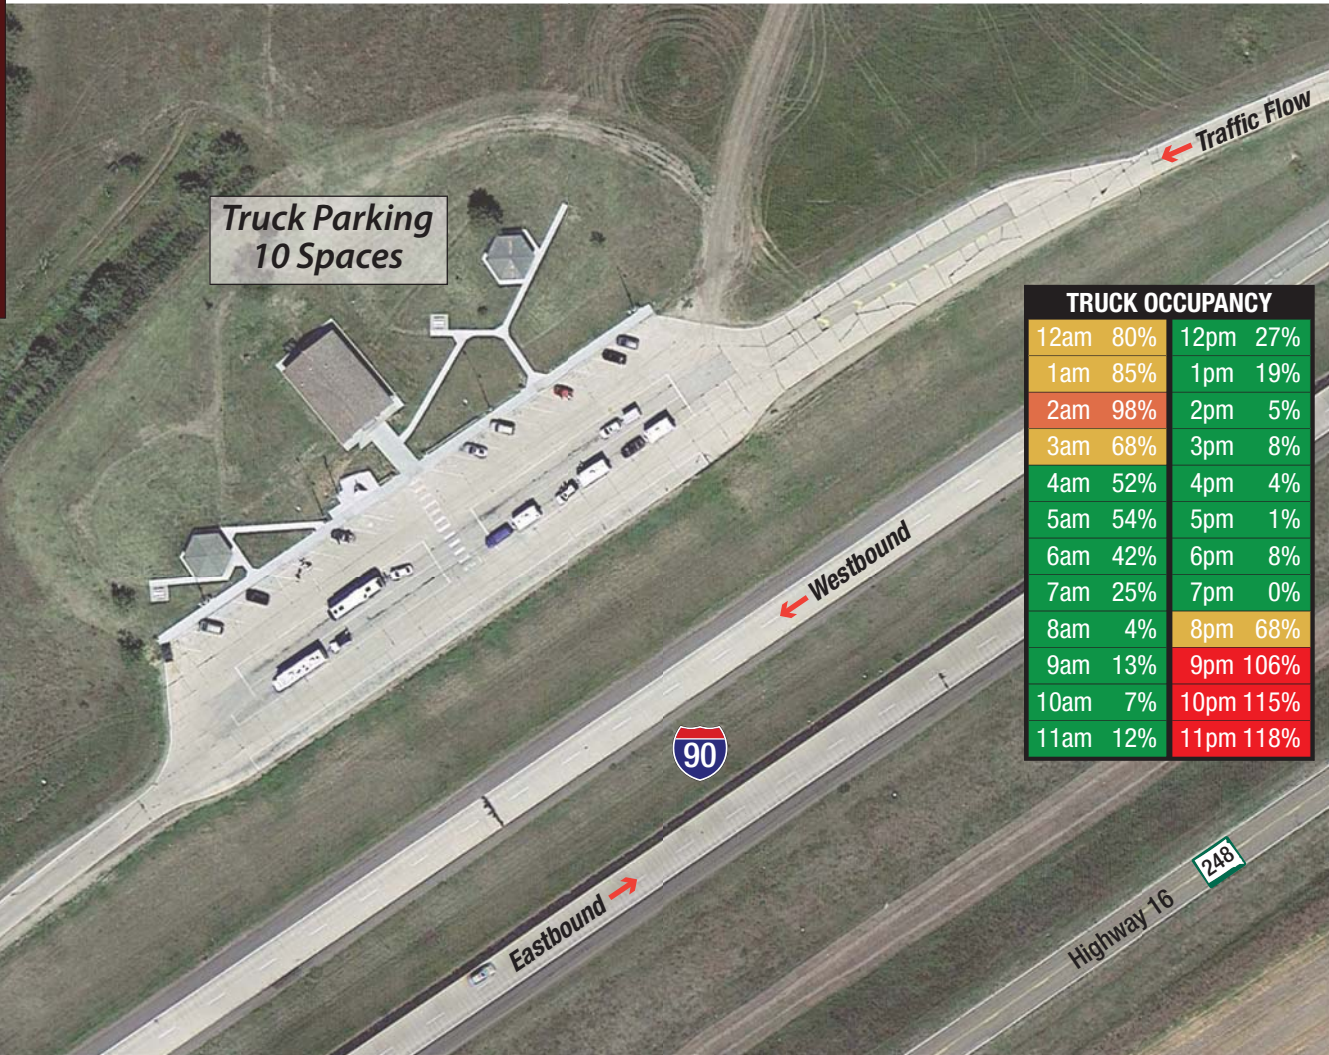 Traffic Flow
Truck Parking
10 Spaces
TRUCK OCCUPANCY
12am 80% 12pm 27%
1am 85% 1pm 19%
2am 98% 2pm 5%
3am 68% 3pm 8%
4am 52% 4pm 4%
5am 54% 5pm 1%
6am 42% 6pm 8%
7am 25% 7pm 0%
8am 4% 8pm 68%
9am 13% 9pm 106%
10am 7% 10pm 115%
11am 12% 11pm 118%
Westbound
90
Eastbound
248
Highway 16